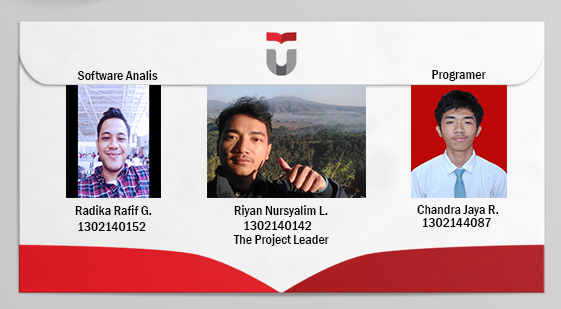 Software Analis
Programer
Radika Rafif G.
1302140152
Riyan Nursyalim L.
1302140142
The Project Leader
Chandra Jaya R.
1302144087